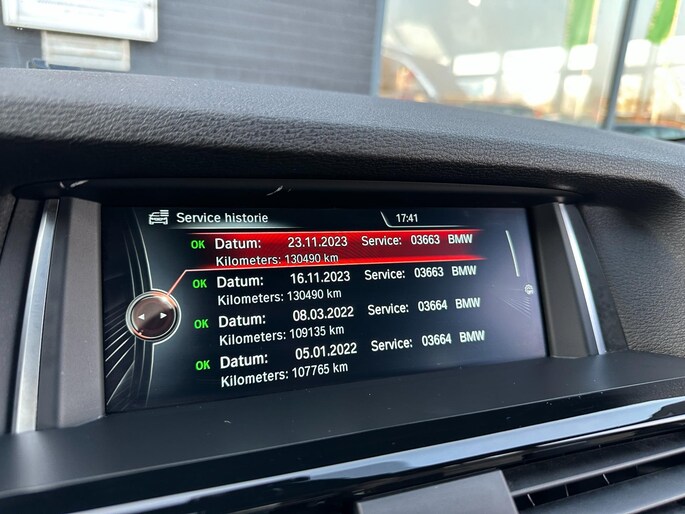 Service historie 17:41
OK Datum: 23.11.2023 Service: 03663 BMW
Kilometers: 130490 km
OK Datum: 16.11.2023 Service: 03663 BMW
Kilometers: 130490 km
OK Datum: 08.03.2022 Service: 03664 BMW
Kilometers: 109135 km
OK Datum: 05.01.2022 Service: 03664 BMW
Kilometers: 107765 km